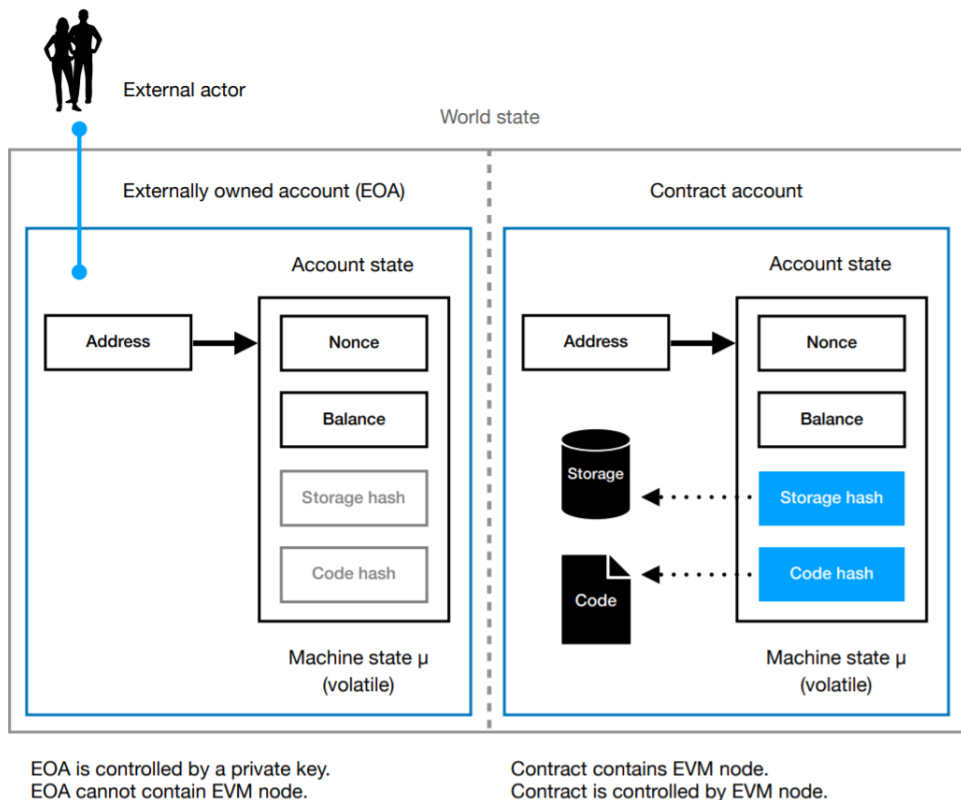 External actor
World state
Externally owned account (EOA)
Contract account
Account state
Address
Nonce
Balance
Storage hash
Code hash
Machine state μ
(volatile)
Account state
Address
Nonce
Balance
Storage
Storage hash
Code
Code hash
Machine state μ
(volatile)
EOA is controlled by a private key.
EOA cannot contain EVM node.
Contract contains EVM node.
Contract is controlled by EVM node.